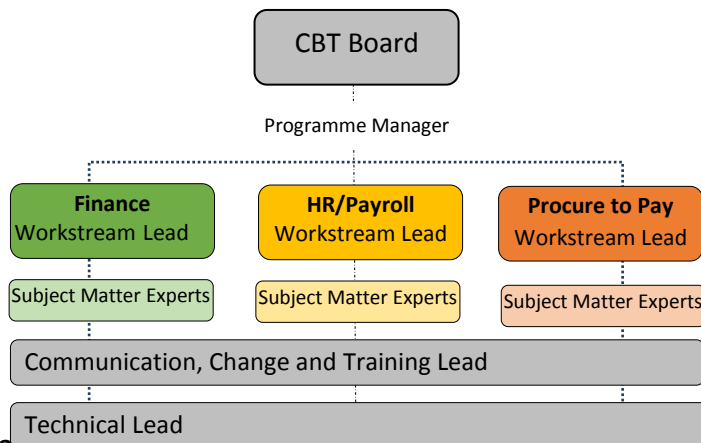 CBT Board
Programme Manager
Finance
Workstream Lead
HR/Payroll
Workstream Lead
Procure to Pay
Workstream Lead
Subject Matter Experts
Subject Matter Experts
Subject Matter Experts
Communication, Change and Training Lead
Technical Lead